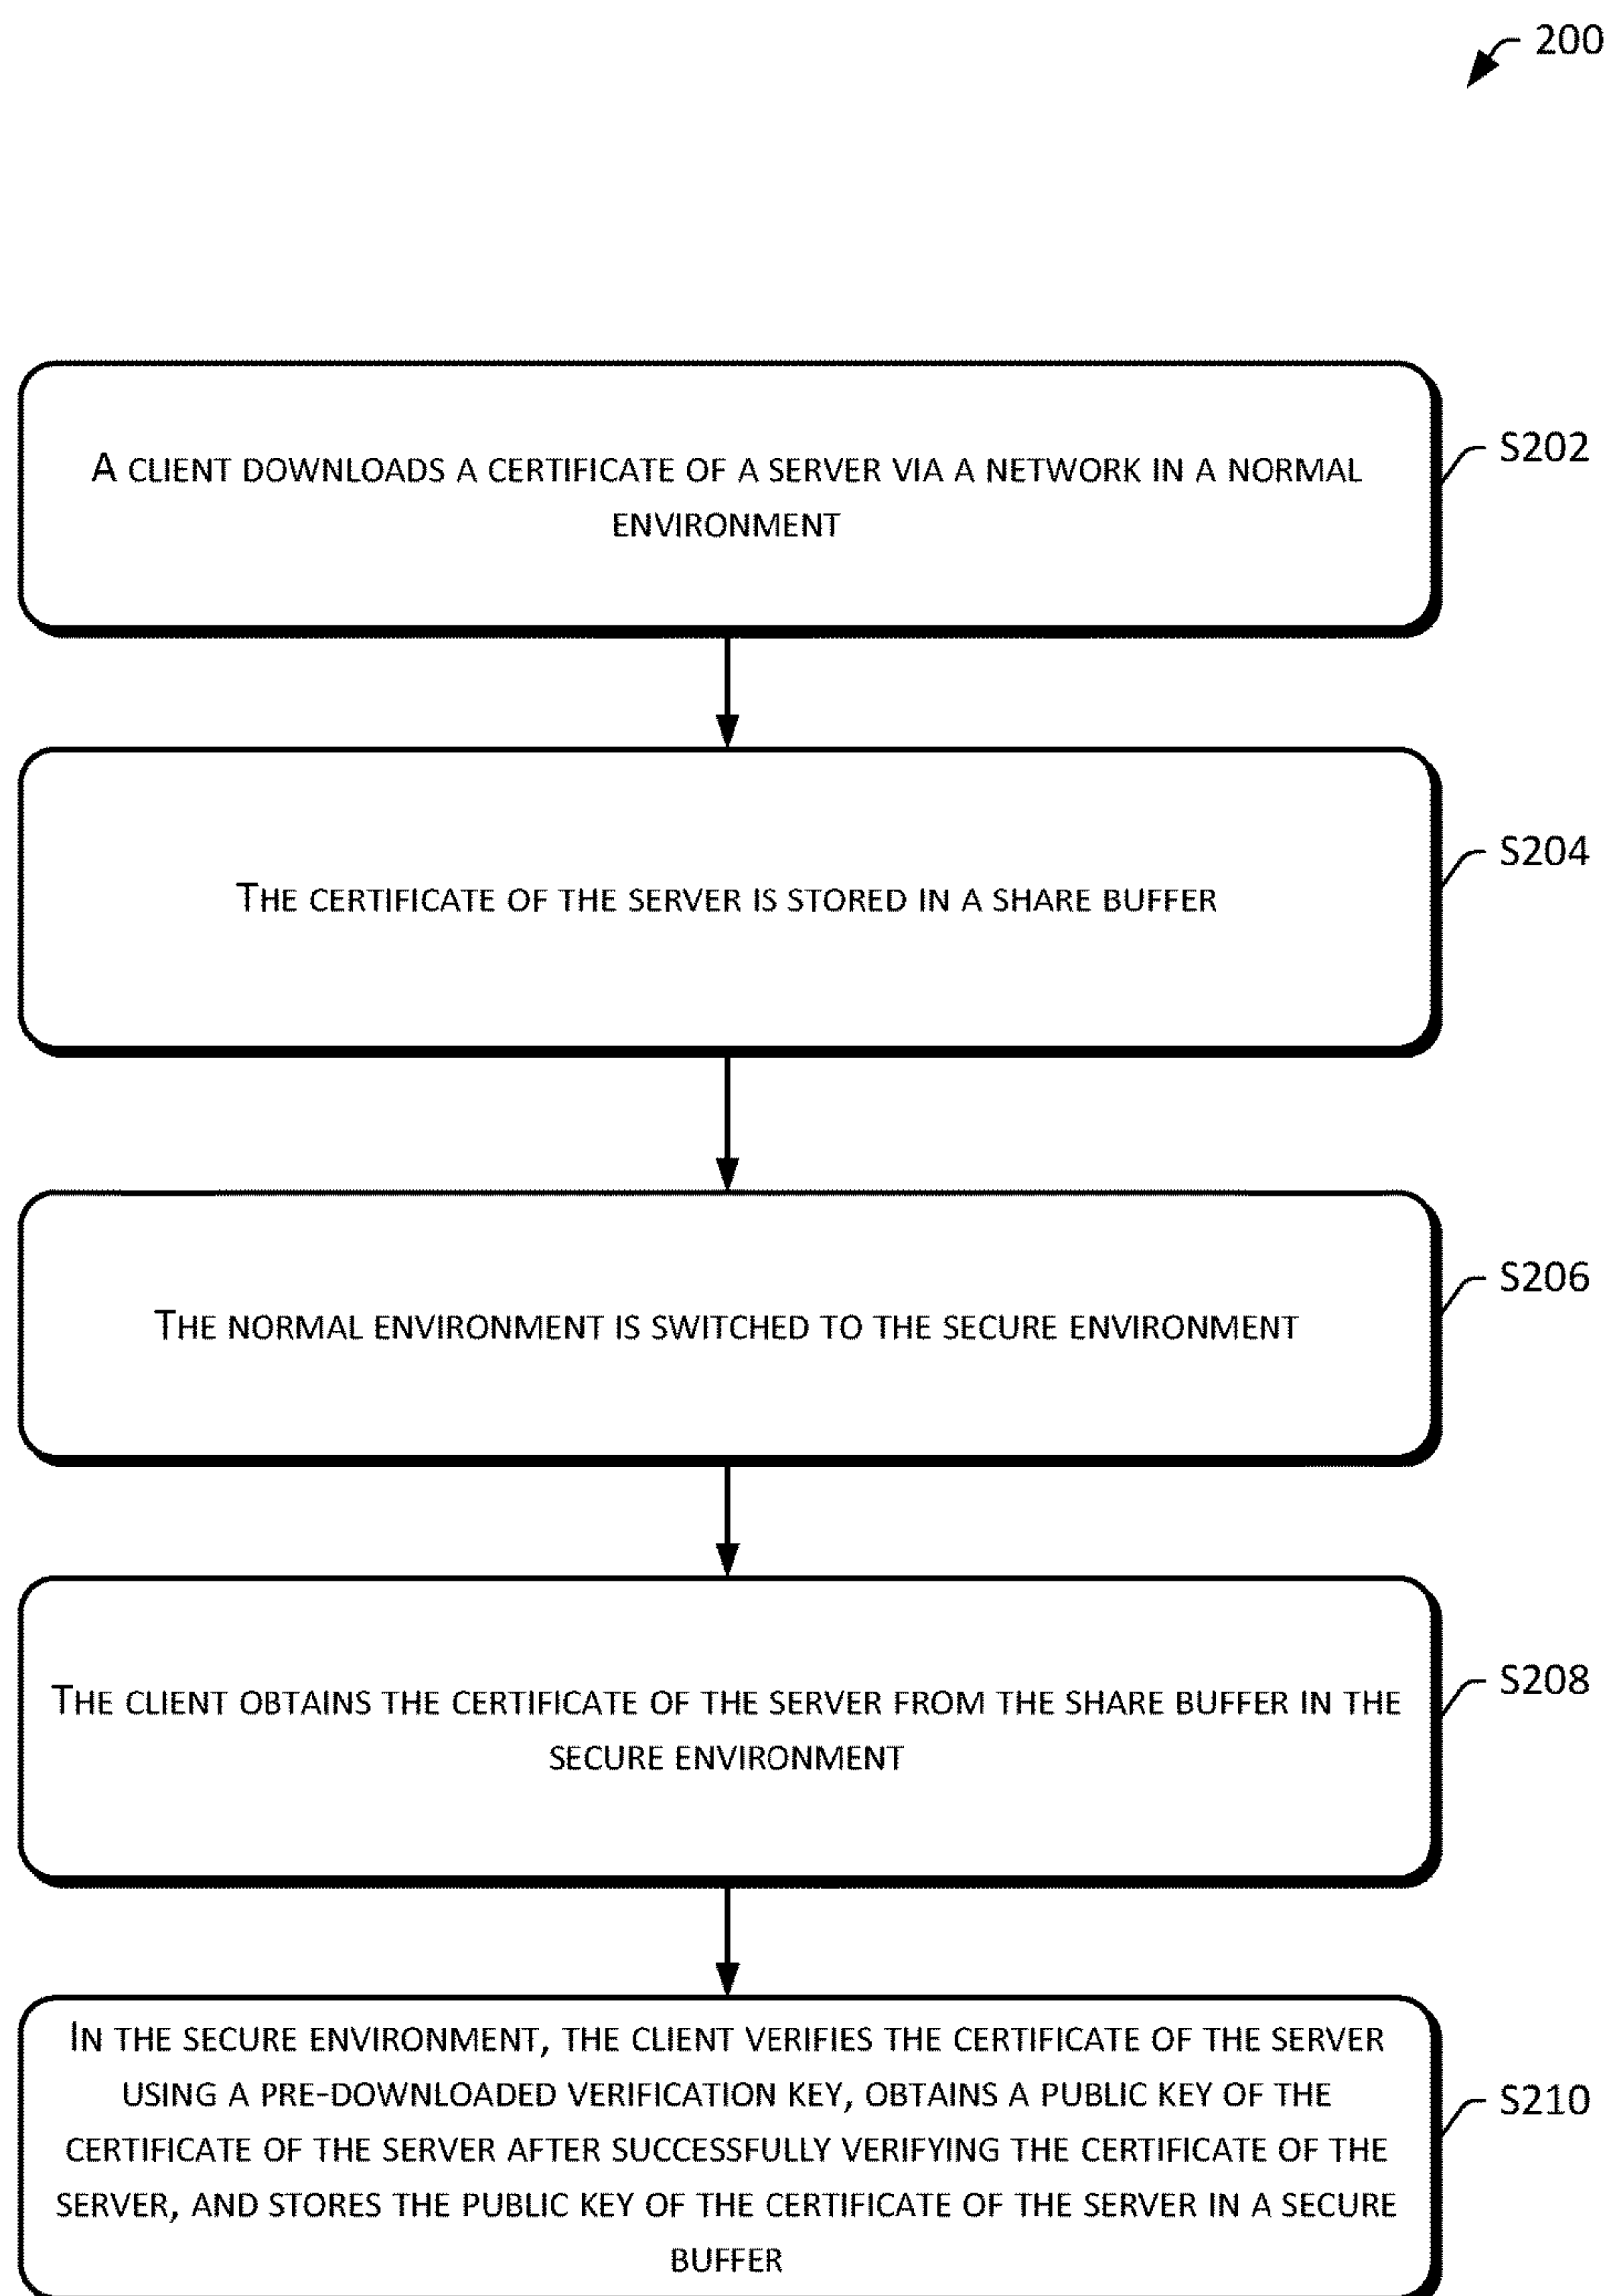 200
A CLIENT DOWNLOADS A CERTIFICATE OF A SERVER VIA A NETWORK IN A NORMAL
ENVIRONMENT
S202
THE CERTIFICATE OF THE SERVER IS STORED IN A SHARE BUFFER
S204
THE NORMAL ENVIRONMENT IS SWITCHED TO THE SECURE ENVIRONMENT
S206
THE CLIENT OBTAINS THE CERTIFICATE OF THE SERVER FROM THE SHARE BUFFER IN THE
SECURE ENVIRONMENT
S208
IN THE SECURE ENVIRONMENT, THE CLIENT VERIFIES THE CERTIFICATE OF THE SERVER
USING A PRE-DOWNLOADED VERIFICATION KEY, OBTAINS A PUBLIC KEY OF THE
CERTIFICATE OF THE SERVER AFTER SUCCESSFULLY VERIFYING THE CERTIFICATE OF THE
SERVER, AND STORES THE PUBLIC KEY OF THE CERTIFICATE OF THE SERVER IN A SECURE
BUFFER
S210